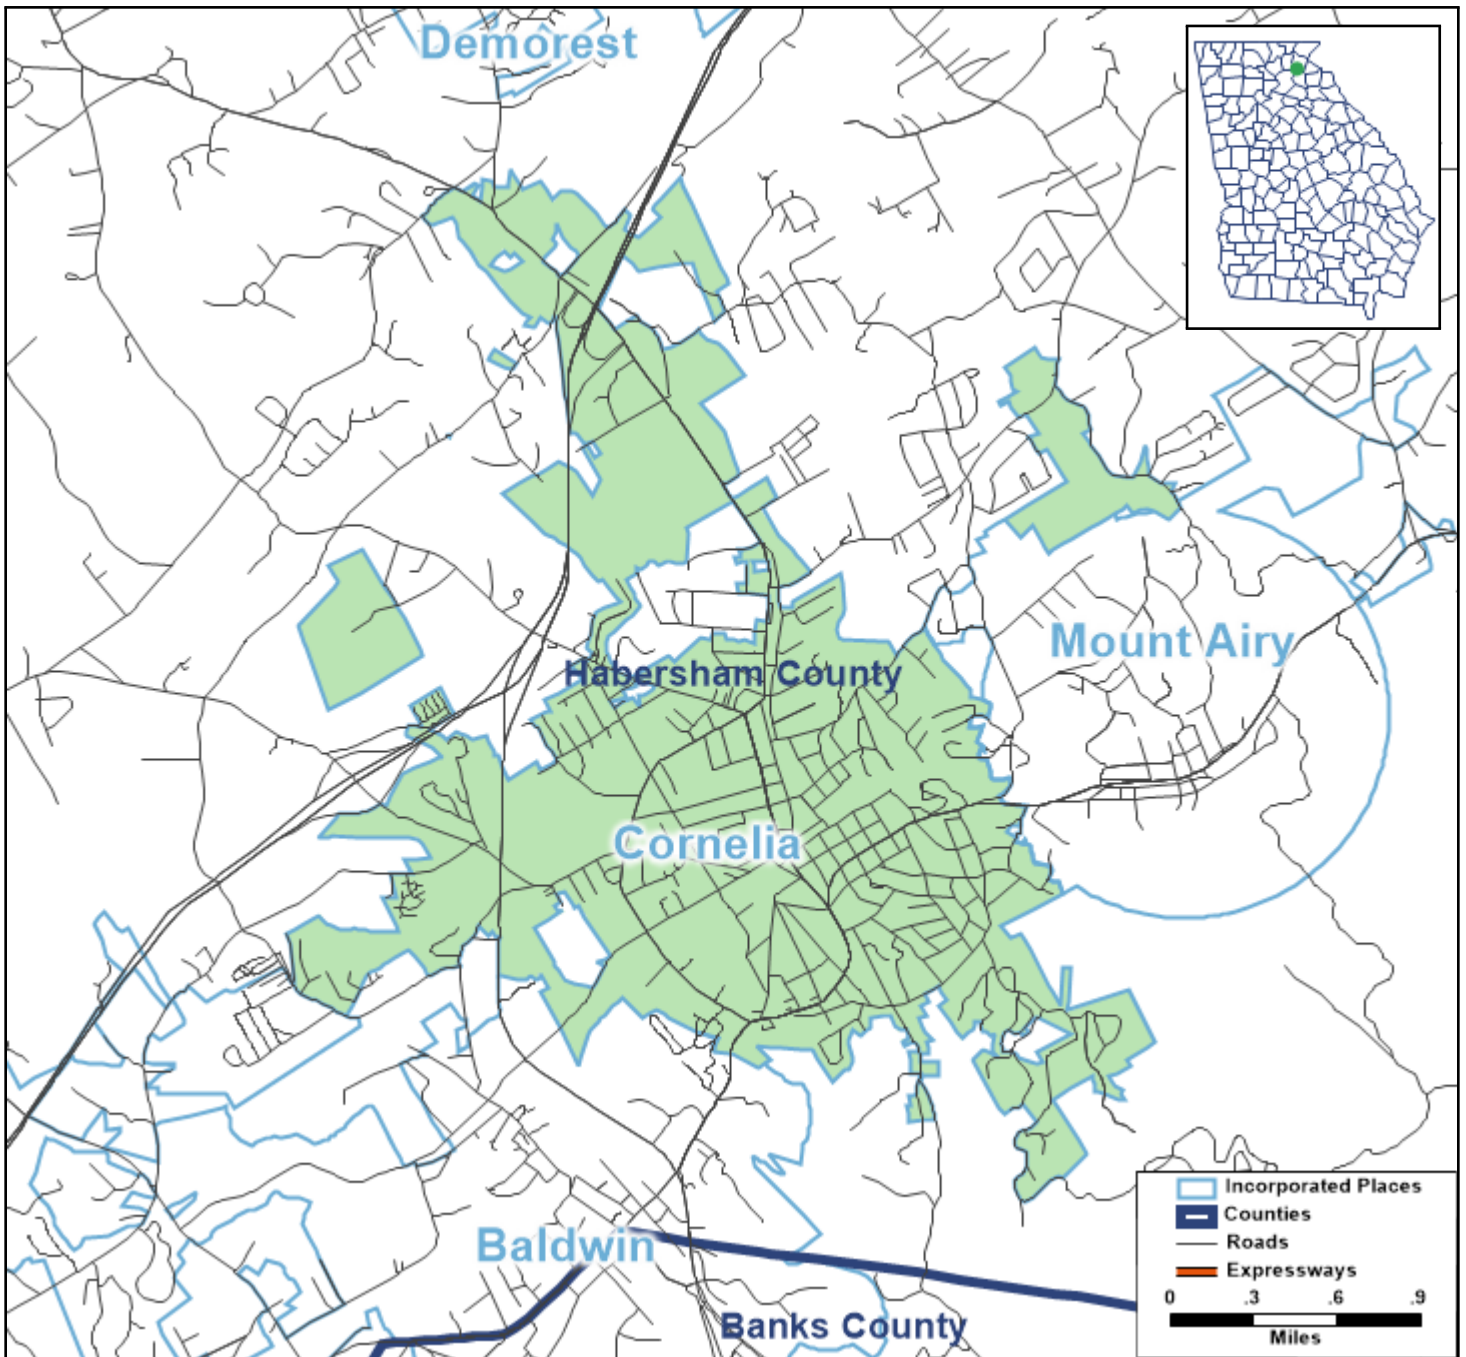 Demorest
Mount Airy
Habersham County
Cornelia
Baldwin
Banks County
Incorporated Places
Counties
Roads
Expressways
0 .3 .6 .9
Miles